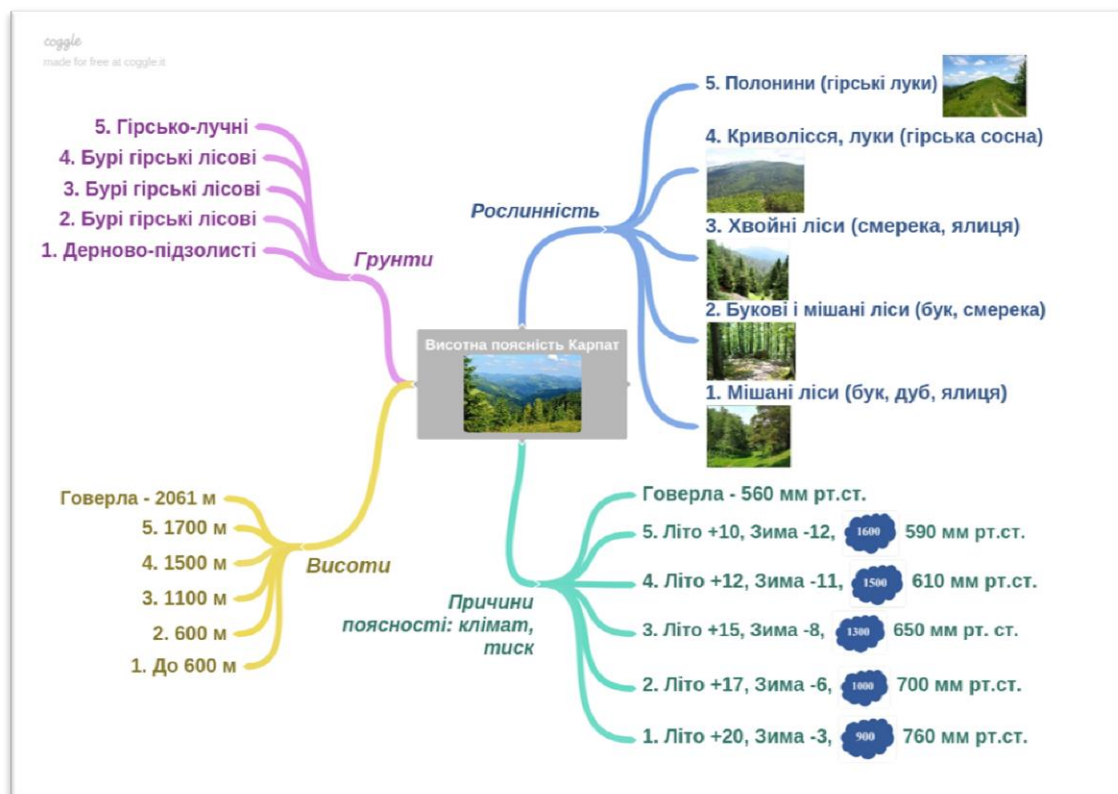 coggle
made for free at coggle.it
5. Гірсько-лучні
4. Бурі гірські лісові
3. Бурі гірські лісові
2. Бурі гірські лісові
1. Дерново-підзолисті
Грунти
Рослинність
5. Полонини (гірські луки)
4. Криволісся, луки (гірська сосна)
3. Хвойні ліси (смерека, ялиця)
2. Букові і мішані ліси (бук, смерека)
1. Мішані ліси (бук, дуб, ялиця)
Висотна поясність Карпат
Говерла - 2061 м
5. 1700 м
4. 1500 м
3. 1100 м
2. 600 м
1. До 600 м
Висоти
Причини
поясності: клімат,
тиск
Говерла - 560 мм рт.ст.
5. Літо +10, Зима -12, 1600 590 мм рт.ст.
4. Літо +12, Зима -11, 1500 610 мм рт.ст.
3. Літо +15, Зима -8, 1300 650 мм рт. ст.
2. Літо +17, Зима -6, 1000 700 мм рт.ст.
1. Літо +20, Зима -3, 900 760 мм рт.ст.